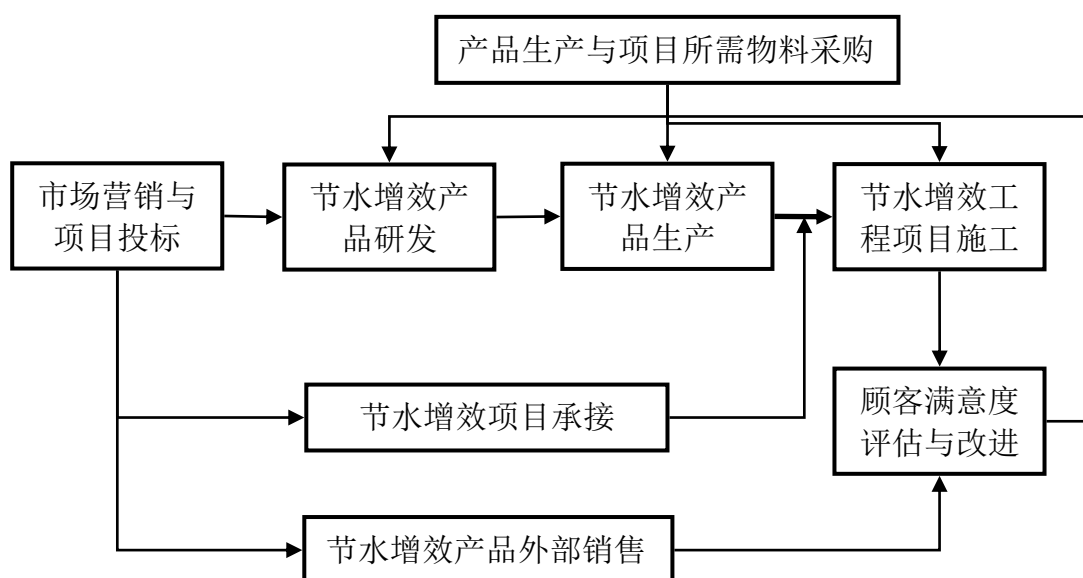 产品生产与项目所需物料采购
市场营销与
项目投标
节水增效产
品研发
节水增效产
品生产
节水增效工
程项目施工
节水增效项目承接
顾客满意度
评估与改进
节水增效产品外部销售